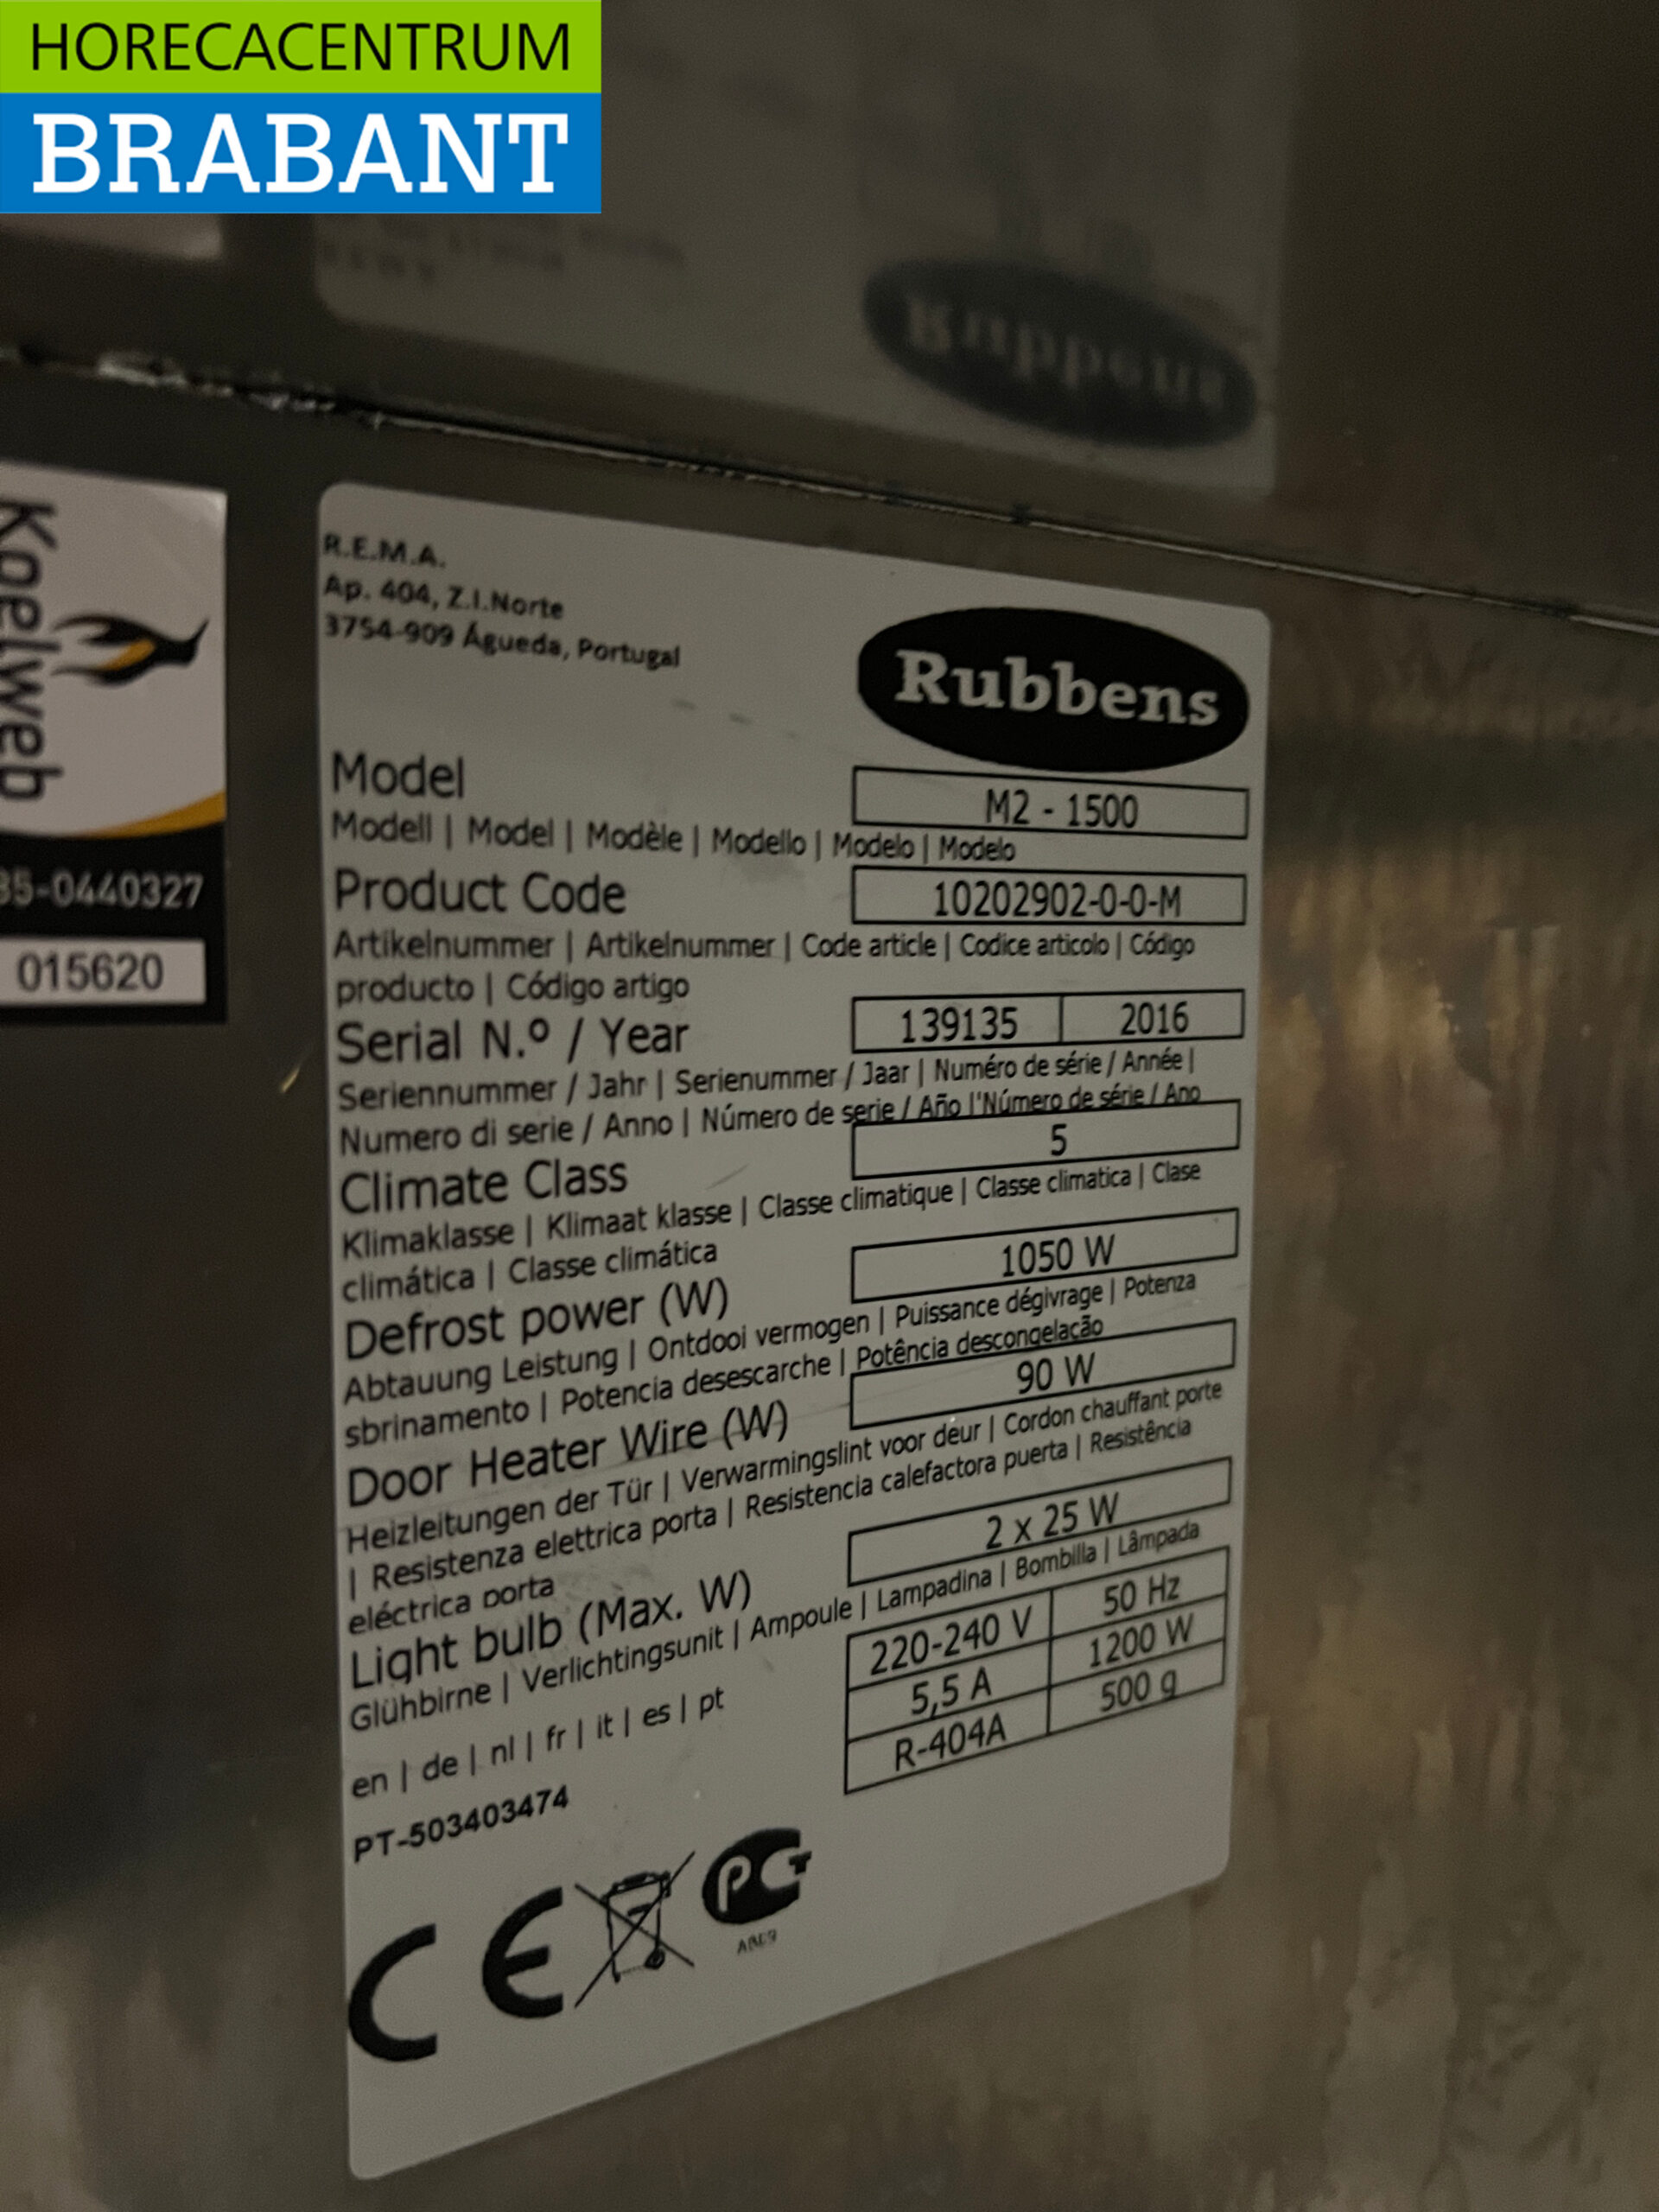 HORECACENTRUM
BRABANT
Koelweb
35-0440327
015620
R.E.M.A.
Ap. 404, Z.I.Norte
3754-909 Águeda, Portugal
Rubbens
Model
M2 - 1500
Modell | Model | Modèle | Modello | Modelo | Modelo
Product Code
10202902-0-0-M
Artikelnummer | Artikelnummer | Code article | Codice articolo | Código
producto | Código artigo
Serial N.º / Year
139135 2016
Seriennummer / Jahr | Serienummer / Jaar | Numéro de série / Année |
Numero di serie / Anno | Número de serie / Año | Número de série / Ano
Climate Class
5
Klimaklasse | Klimaat klasse | Classe climatique | Classe climatica | Clase
climática | Classe climática
Defrost power (W)
1050 W
Abtauung Leistung | Ontdooi vermogen | Puissance dégivrage | Potenza
sbrinamento | Potencia desescarche | Potência descongelação
Door Heater Wire (W)
90 W
Heizleitungen der Tür | Verwarmingslint voor deur | Cordon chauffant porte
| Resistenza elettrica porta | Resistencia calefactora puerta | Resistência
eléctrica porta
Light bulb (Max. W)
2 x 25 W
Glühbirne | Verlichtingsunit | Ampoule | Lampadina | Bombilla | Lâmpada
220-240 V 50 Hz
5,5 A 1200 W
R-404A 500 g
en | de | nl | fr | it | es | pt
PT-503403474
CE